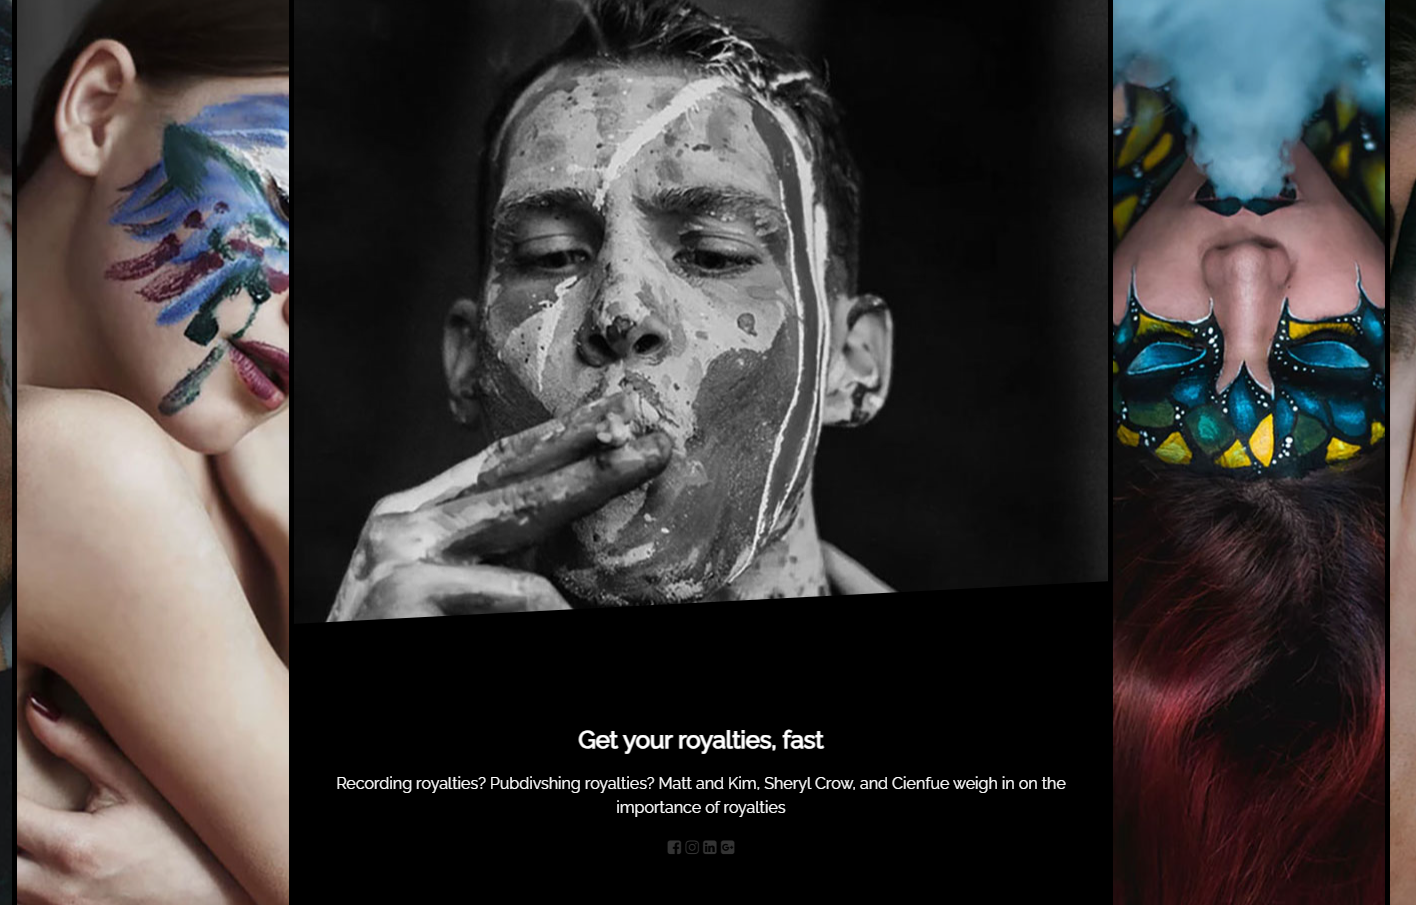 Get your royalties, fast
Recording royalties? Pubdivshing royalties? Matt and Kim, Sheryl Crow, and Cienfue weigh in on the
importance of royalties